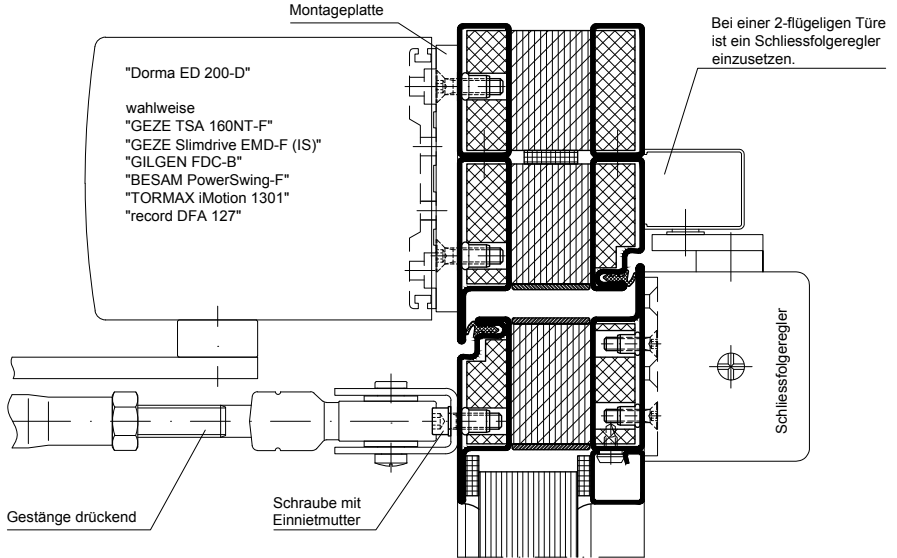 Montageplatte
Bei einer 2-flügeligen Türe
ist ein Schliessfolgeregler
einzusetzen.
"Dorma ED 200-D"
wahlweise
"GEZE TSA 160NT-F"
"GEZE Slimdrive EMD-F (IS)"
"GILGEN FDC-B"
"BESAM PowerSwing-F"
"TORMAX iMotion 1301"
"record DFA 127"
Schliessfolgeregler
Schraube mit
Einnietmutter
Gestänge drückend